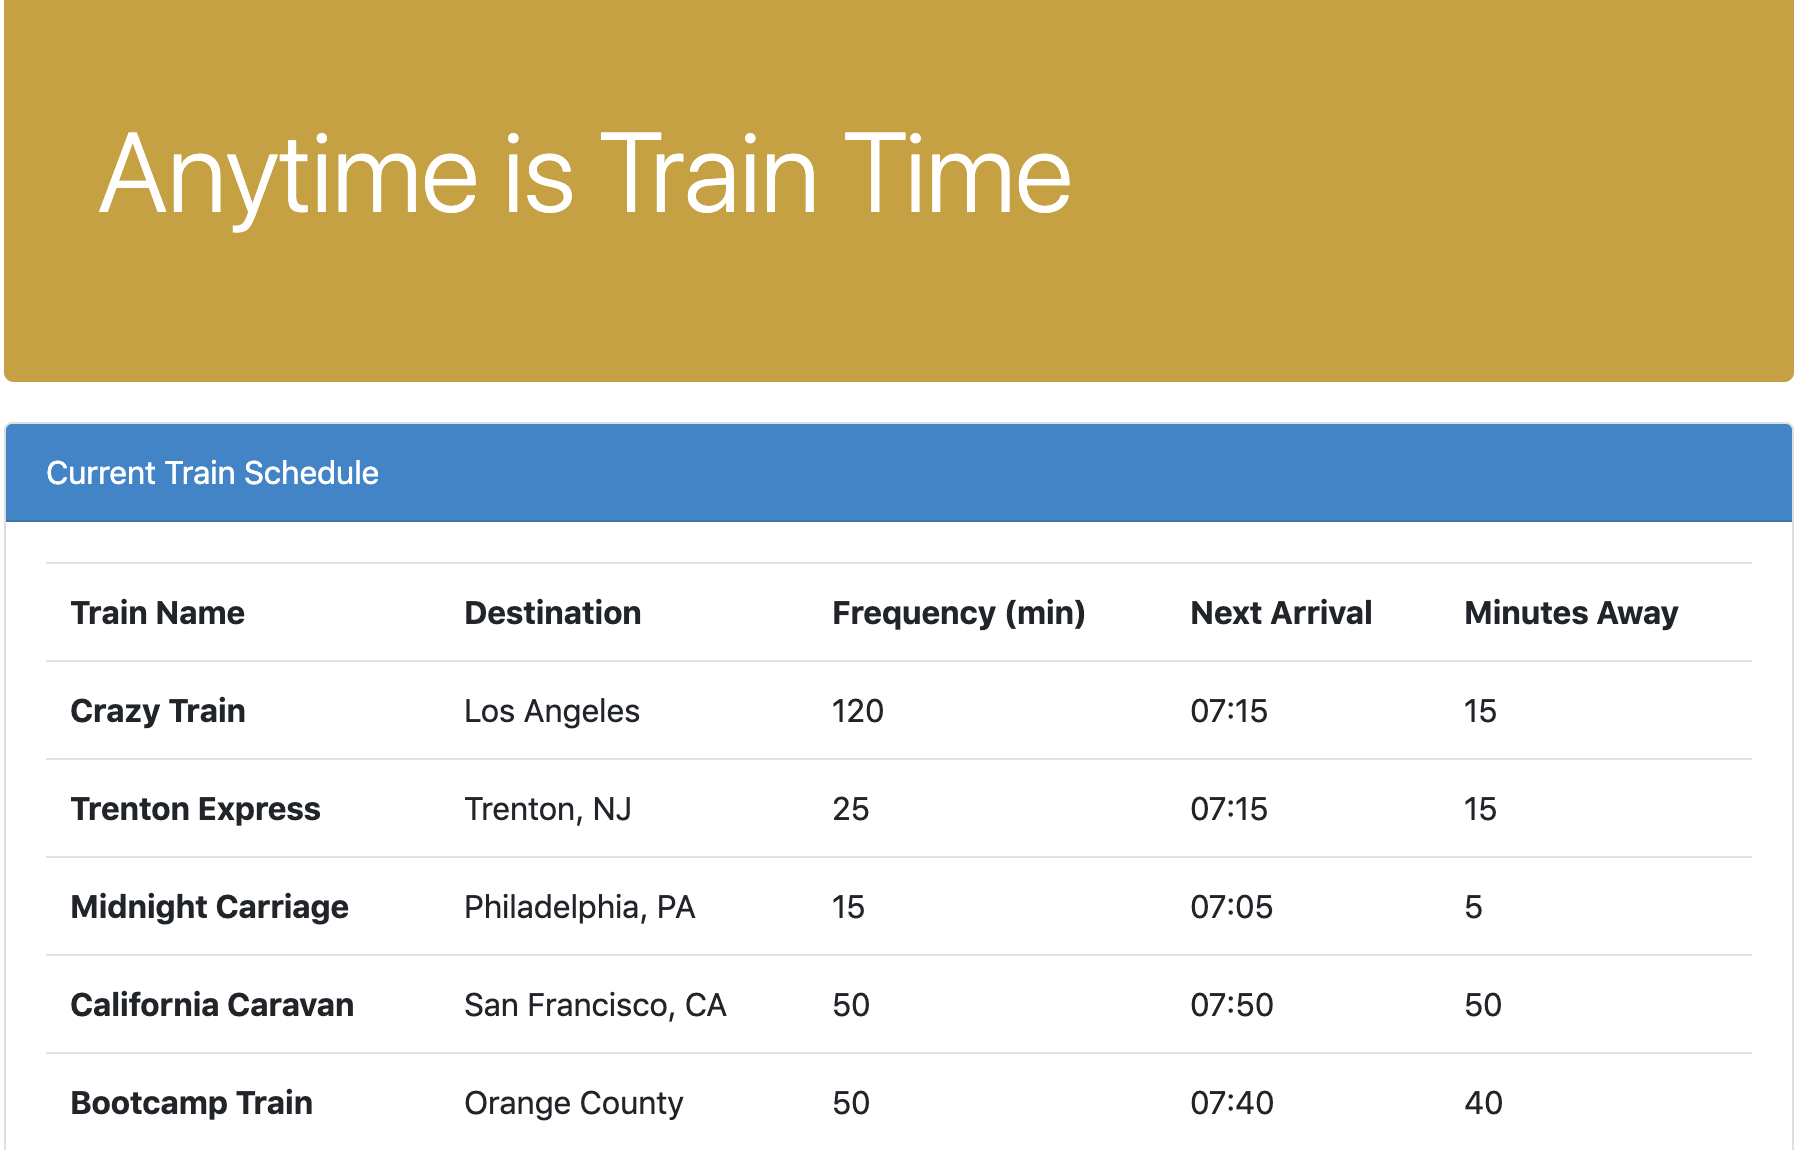 Anytime is Train Time
Current Train Schedule
Train Name Destination Frequency (min) Next Arrival Minutes Away
Crazy Train Los Angeles 120 07:15 15
Trenton Express Trenton, NJ 25 07:15 15
Midnight Carriage Philadelphia, PA 15 07:05 5
California Caravan San Francisco, CA 50 07:50 50
Bootcamp Train Orange County 50 07:40 40